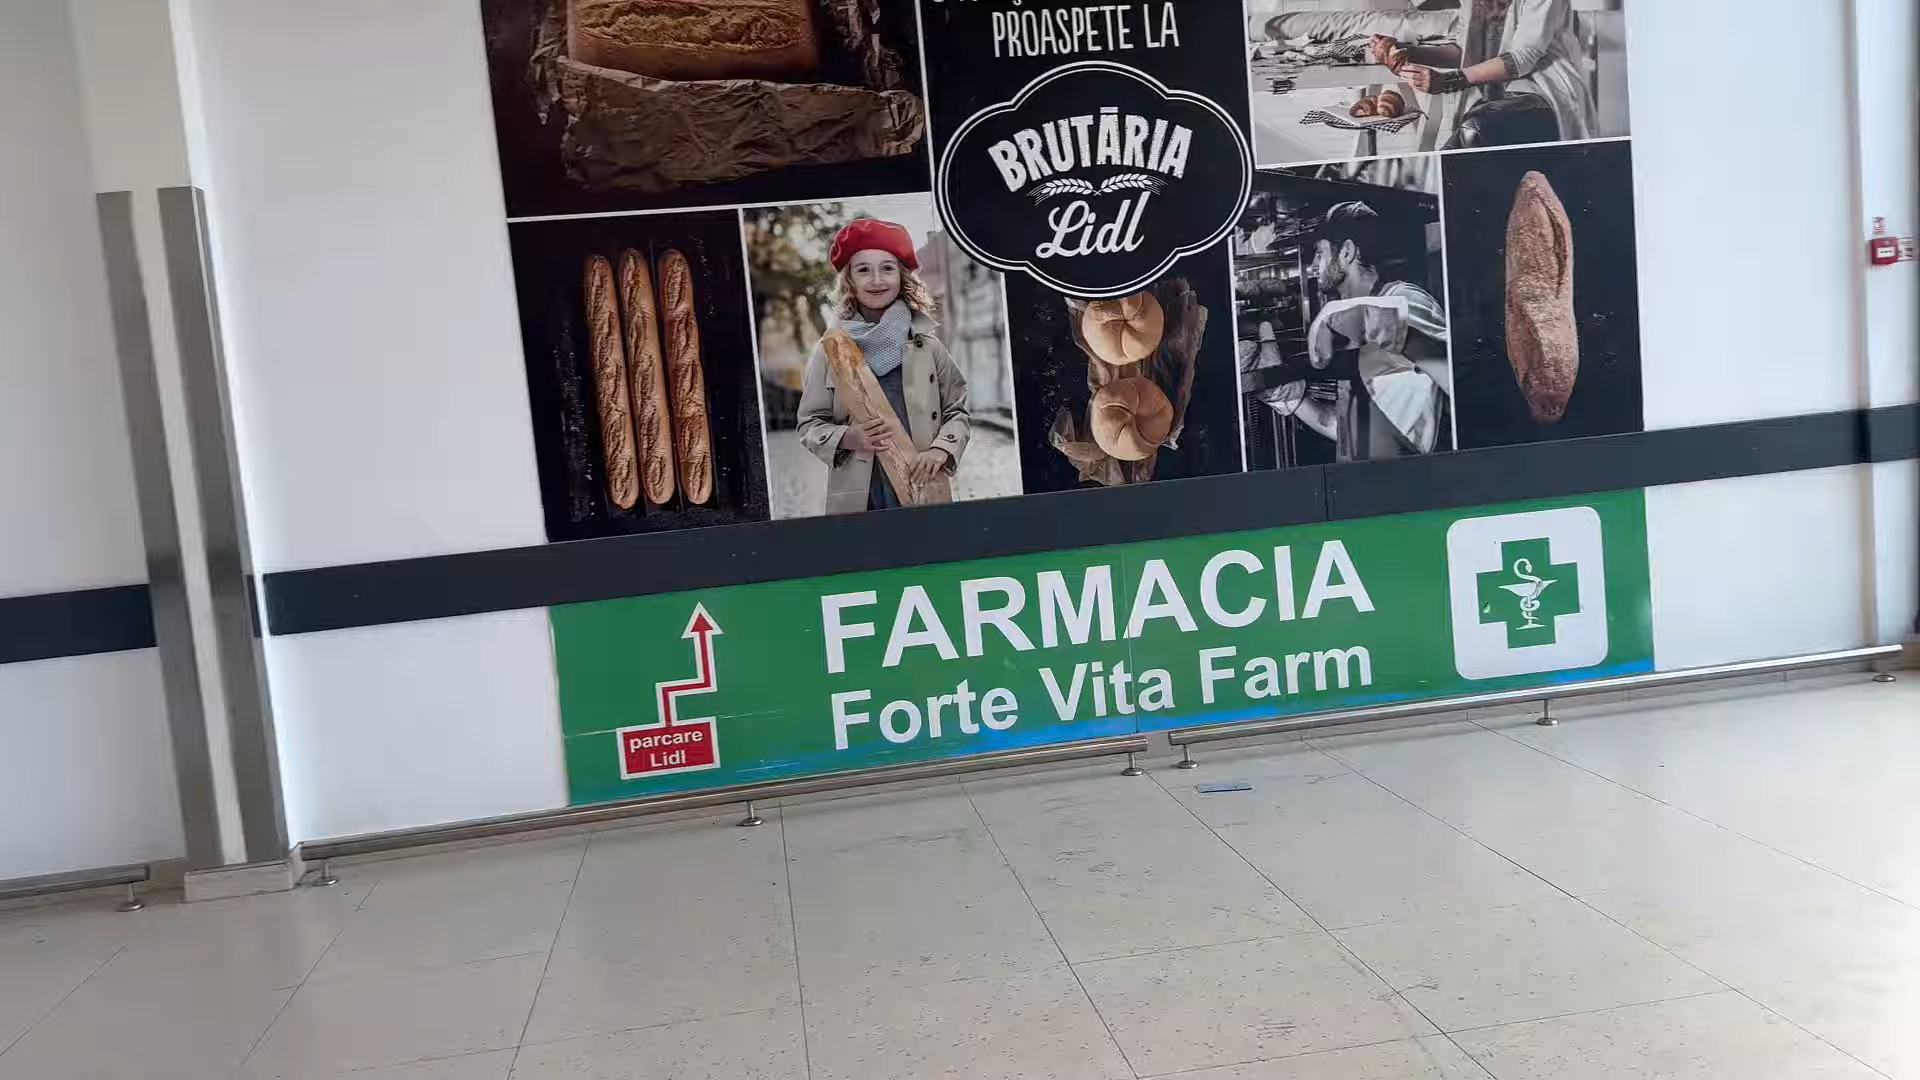 PROASPETE LA
BRUTĂRIA
Lidl
FARMACIA
Forte Vita Farm
parcare
Lidl